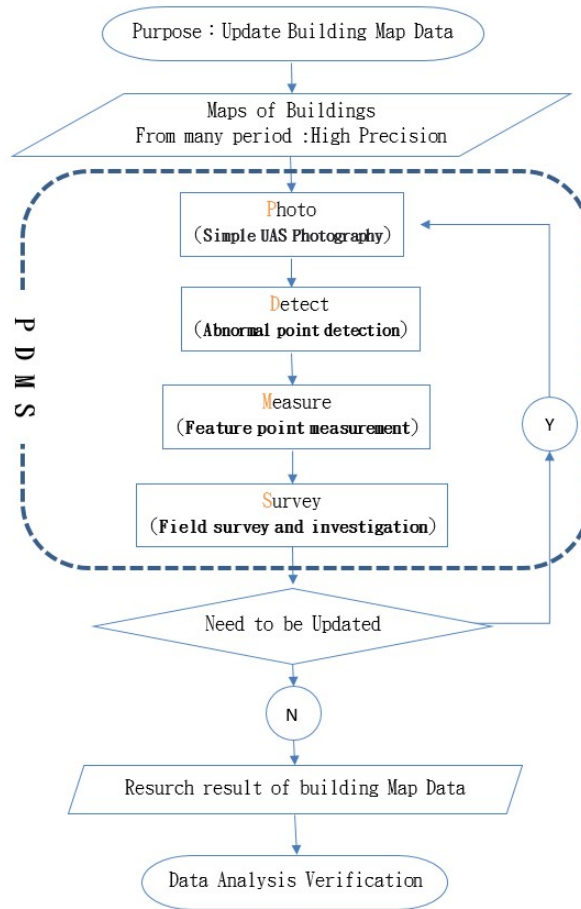 Purpose：Update Building Map Data
Maps of Buildings
From many period :High Precision
Photo
(Simple UAS Photography)
Detect
(Abnormal point detection)
PDMS
Measure
(Feature point measurement)
Y
Survey
(Field survey and investigation)
Need to be Updated
N
Resurch result of building Map Data
Data Analysis Verification